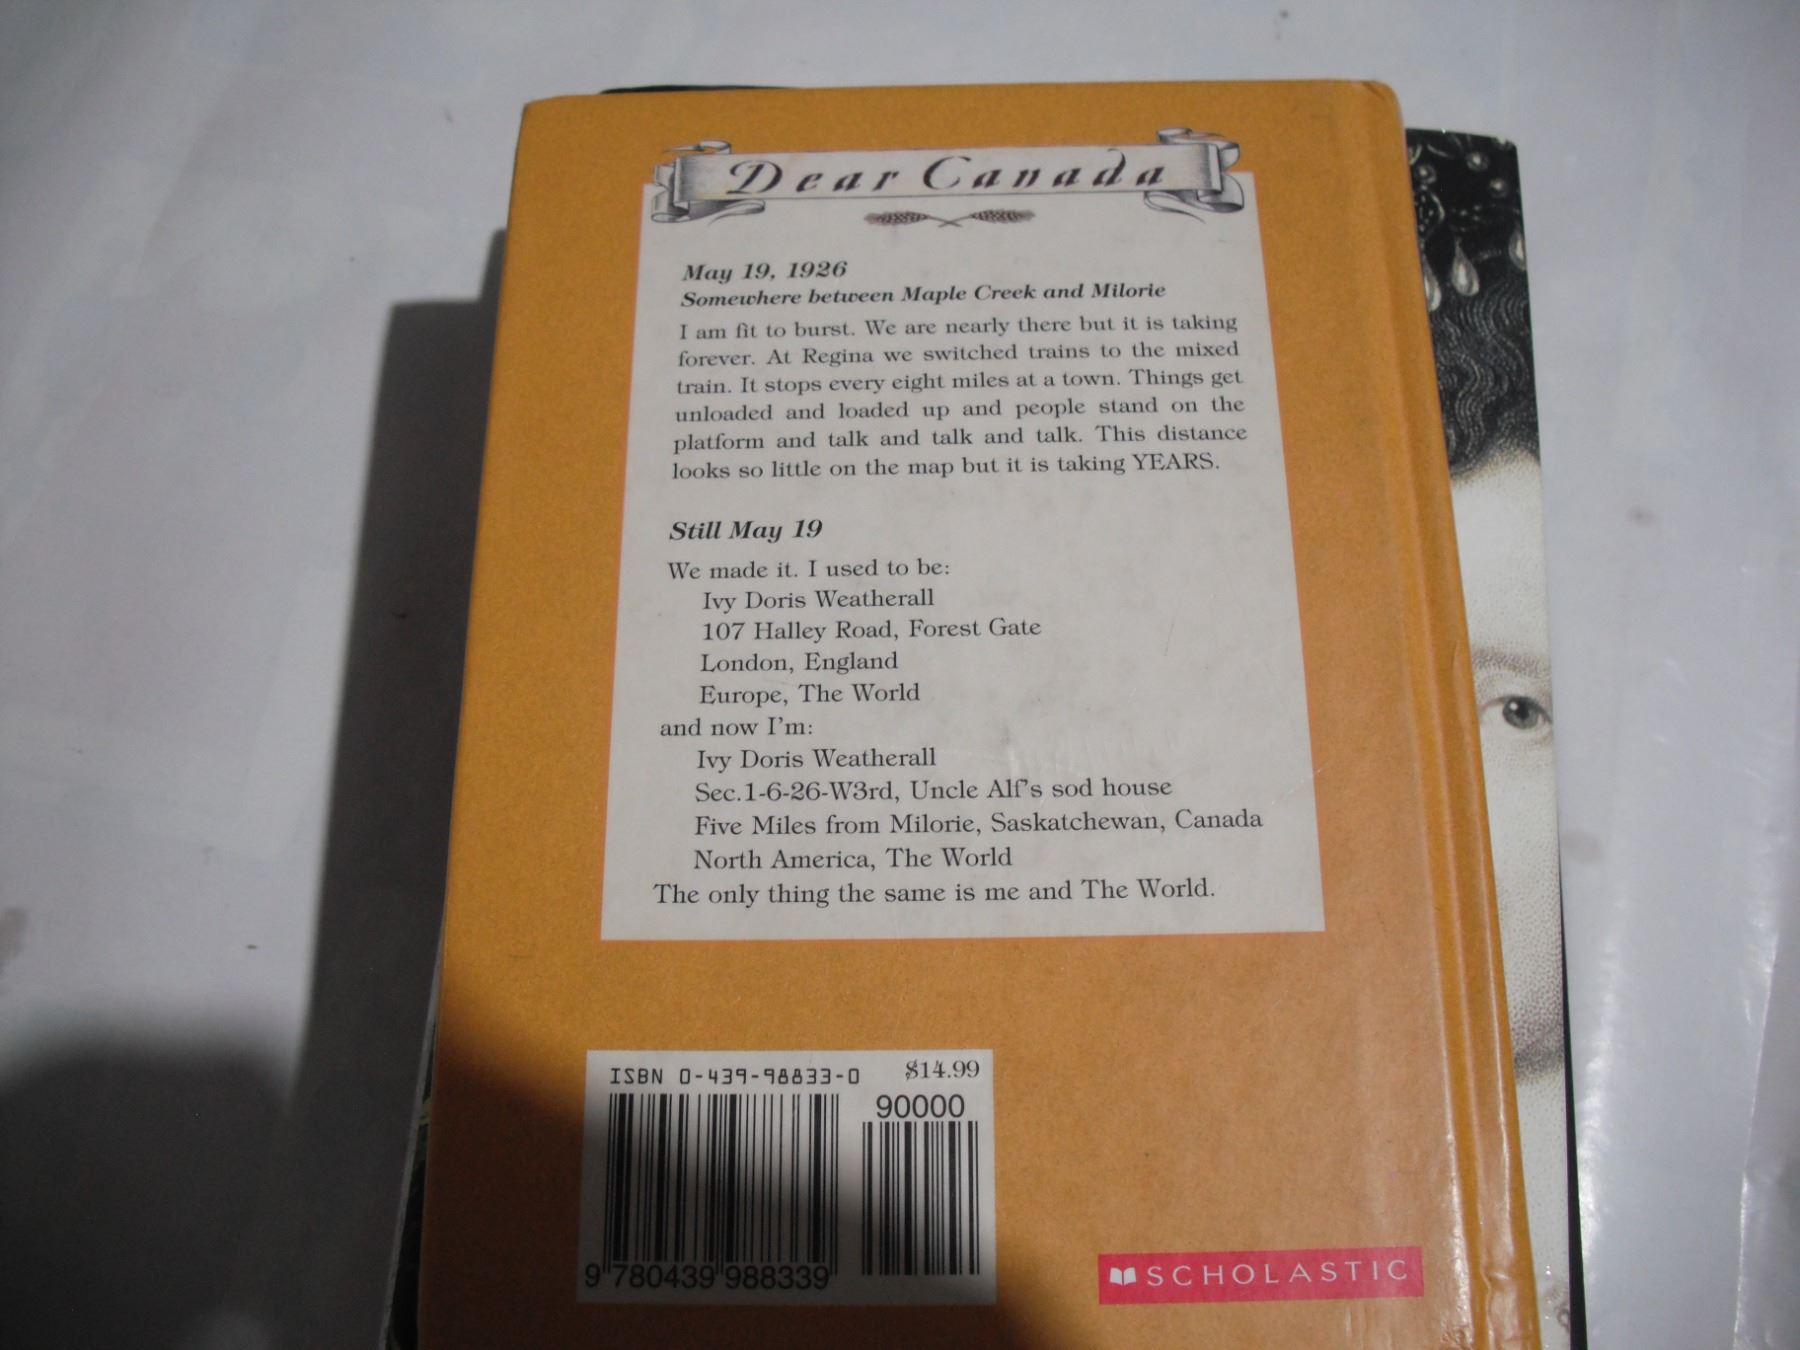 Dear Canada
May 19, 1926
Somewhere between Maple Creek and Milorie
I am fit to burst. We are nearly there but it is taking
forever. At Regina we switched trains to the mixed
train. It stops every eight miles at a town. Things get
unloaded and loaded up and people stand on the
platform and talk and talk and talk. This distance
looks so little on the map but it is taking YEARS.
Still May 19
We made it. I used to be:
Ivy Doris Weatherall
107 Halley Road, Forest Gate
London, England
Europe, The World
and now I'm:
Ivy Doris Weatherall
Sec.1-6-26-W3rd, Uncle Alf's sod house
Five Miles from Milorie, Saskatchewan, Canada
North America, The World
The only thing the same is me and The World.
ISBN 0-439-98833-0
$14.99
90000
9 780439 988339
SCHOLASTIC